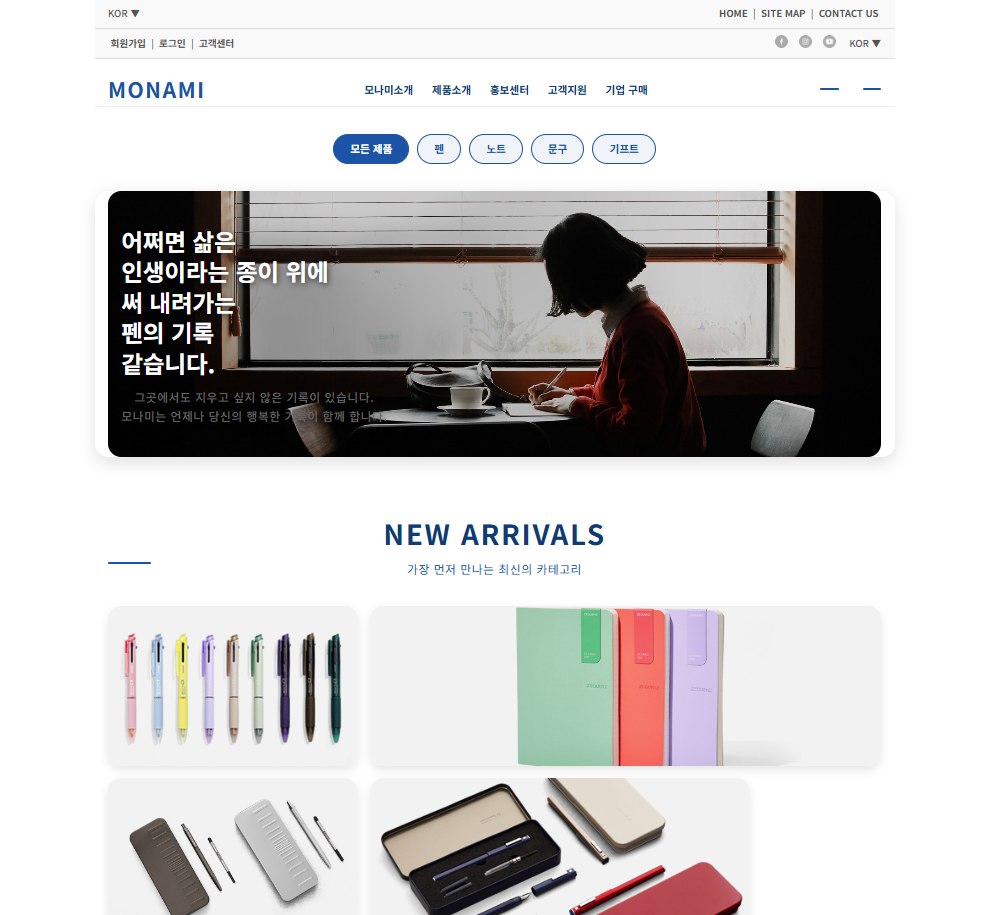 KOR ▼
HOME | SITE MAP | CONTACT US
회원가입 | 로그인 | 고객센터
KOR ▼
MONAMI
모나미소개 제품소개 홍보센터 고객지원 기업 구매
모든 제품 펜 노트 문구 기프트
어쩌면 삶은
인생이라는 종이 위에
써 내려가는
펜의 기록
같습니다.
그곳에서도 지우고 싶지 않은 기록이 있습니다.
모나미는 언제나 당신의 행복한 기록이 함께 합니다.
NEW ARRIVALS
가장 먼저 만나는 최신의 카테고리